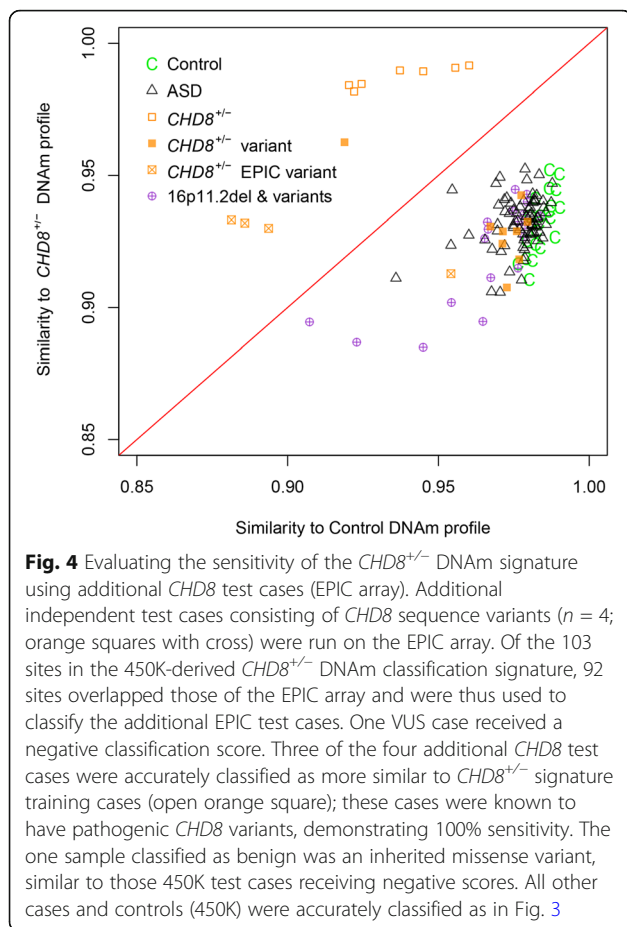 1.00
0.95
0.90
0.85
Similarity to CHD8+/− DNAm profile
C Control
ASD
CHD8+/−
CHD8+/− variant
CHD8+/− EPIC variant
16p11.2del & variants
0.85 0.90 0.95 1.00
Similarity to Control DNAm profile
Fig. 4 Evaluating the sensitivity of the CHD8+/− DNAm signature
using additional CHD8 test cases (EPIC array). Additional
independent test cases consisting of CHD8 sequence variants (n = 4;
orange squares with cross) were run on the EPIC array. Of the 103
sites in the 450K-derived CHD8+/− DNAm classification signature, 92
sites overlapped those of the EPIC array and were thus used to
classify the additional EPIC test cases. One VUS case received a
negative classification score. Three of the four additional CHD8 test
cases were accurately classified as more similar to CHD8+/− signature
training cases (open orange square); these cases were known to
have pathogenic CHD8 variants, demonstrating 100% sensitivity. The
one sample classified as benign was an inherited missense variant,
similar to those 450K test cases receiving negative scores. All other
cases and controls (450K) were accurately classified as in Fig. 3